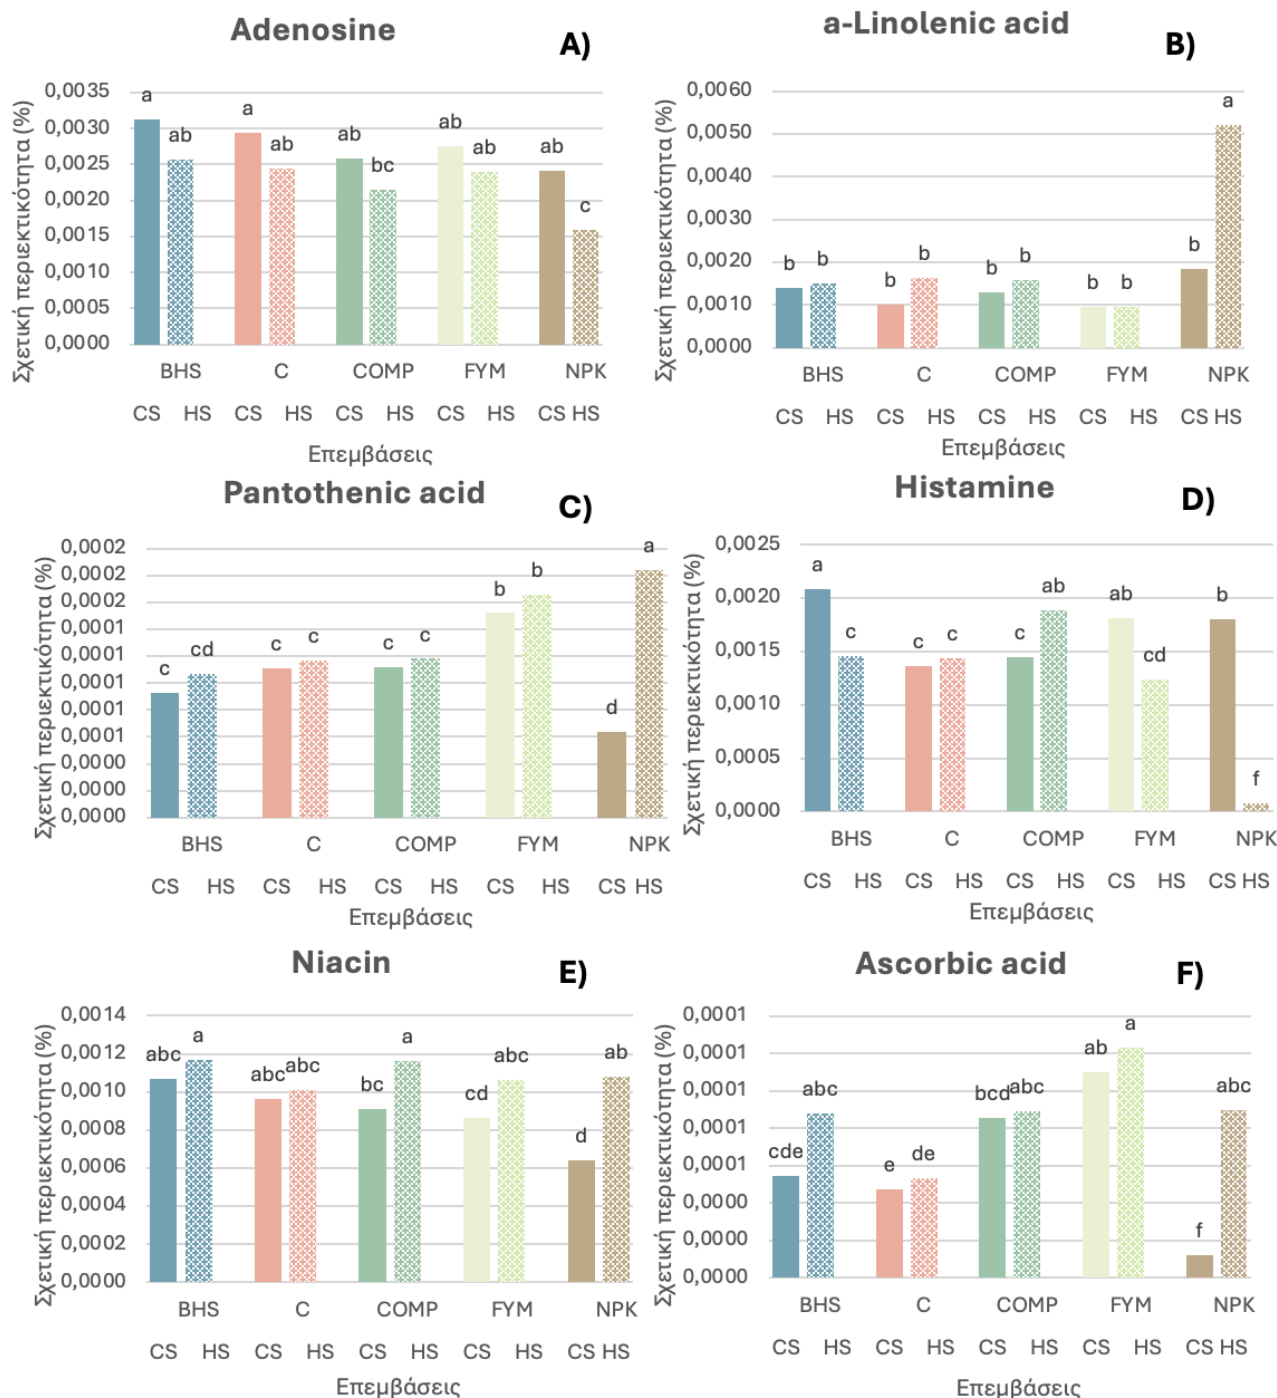 Adenosine
A)
Σχετική περιεκτικότητα (%)
0,0035
0,0030
0,0025
0,0020
0,0015
0,0010
0,0005
0,0000
a ab a ab ab bc ab ab ab c
BHS C COMP FYM NPK
CS HS CS HS CS HS CS HS CS HS
Επεμβάσεις
a-Linolenic acid
B)
Σχετική περιεκτικότητα (%)
0,0060
0,0050
0,0040
0,0030
0,0020
0,0010
0,0000
b b b b b b b b b a
BHS C COMP FYM NPK
CS HS CS HS CS HS CS HS CS HS
Επεμβάσεις
Pantothenic acid
C)
Σχετική περιεκτικότητα (%)
0,0002
0,0002
0,0002
0,0001
0,0001
0,0001
0,0001
0,0001
0,0000
0,0000
0,0000
c cd c c c c b b d a
BHS C COMP FYM NPK
CS HS CS HS CS HS CS HS CS HS
Επεμβάσεις
Histamine
D)
Σχετική περιεκτικότητα (%)
0,0025
0,0020
0,0015
0,0010
0,0005
0,0000
a c c c c ab ab cd b f
BHS C COMP FYM NPK
CS HS CS HS CS HS CS HS CS HS
Επεμβάσεις
Niacin
E)
Σχετική περιεκτικότητα (%)
0,0014
0,0012
0,0010
0,0008
0,0006
0,0004
0,0002
0,0000
abc a abc abc bc a cd abc d ab
BHS C COMP FYM NPK
CS HS CS HS CS HS CS HS CS HS
Επεμβάσεις
Ascorbic acid
F)
Σχετική περιεκτικότητα (%)
0,0001
0,0001
0,0001
0,0001
0,0001
0,0000
0,0000
0,0000
cde abc e de bcd abc ab a f abc
BHS C COMP FYM NPK
CS HS CS HS CS HS CS HS CS HS
Επεμβάσεις